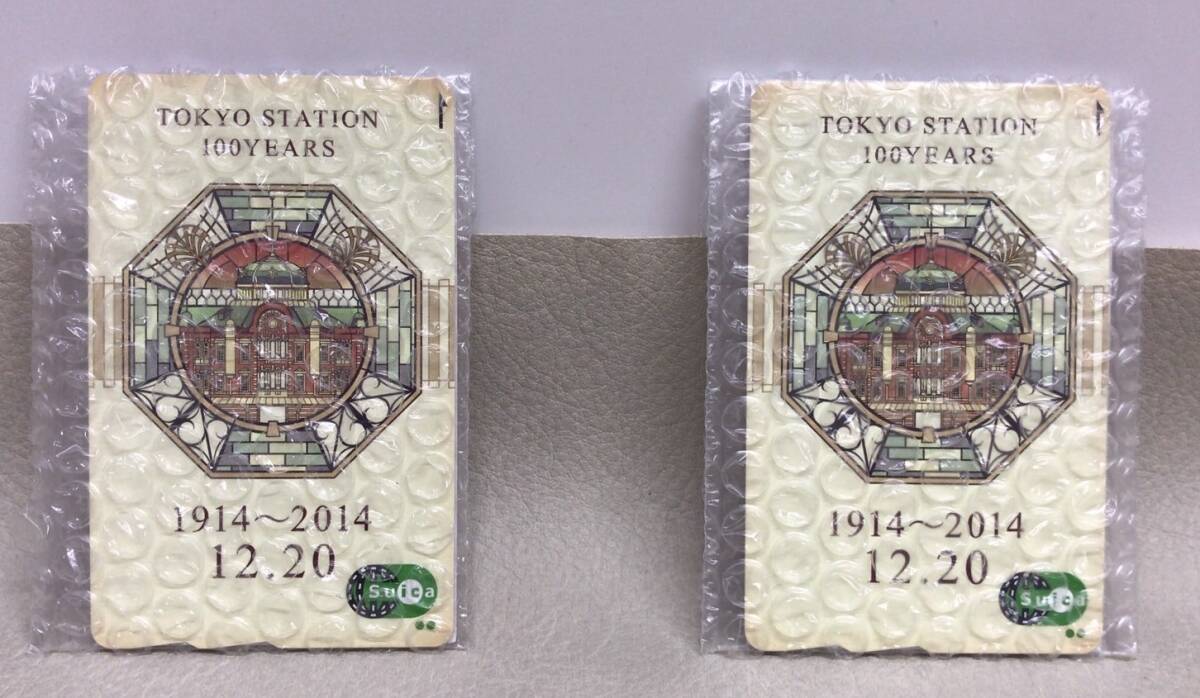 TOKYO STATION
100YEARS
1914～2014
12.20
Suica
TOKYO STATION
100YEARS
1914～2014
12.20
Suica